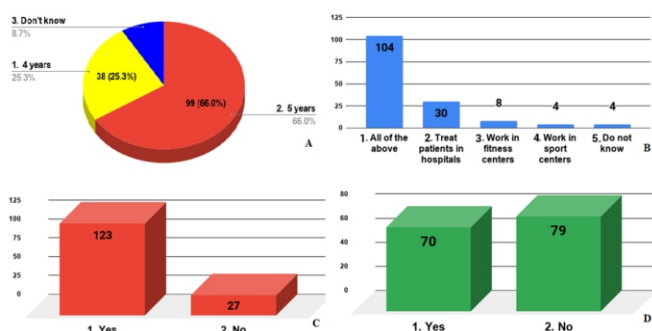 3. Don't know
8.7%
1. 4 years
25.3%
38 (25.3%)
99 (66.0%)
2. 5 years
66.0%
A
125
100
75
50
25
0
104
30
8
4
4
1. All of the above
2. Treat patients in hospitals
3. Work in fitness centers
4. Work in sport centers
5. Do not know
B
125
100
75
50
25
0
123
27
1. Yes
2. No
C
80
60
40
20
0
70
79
1. Yes
2. No
D